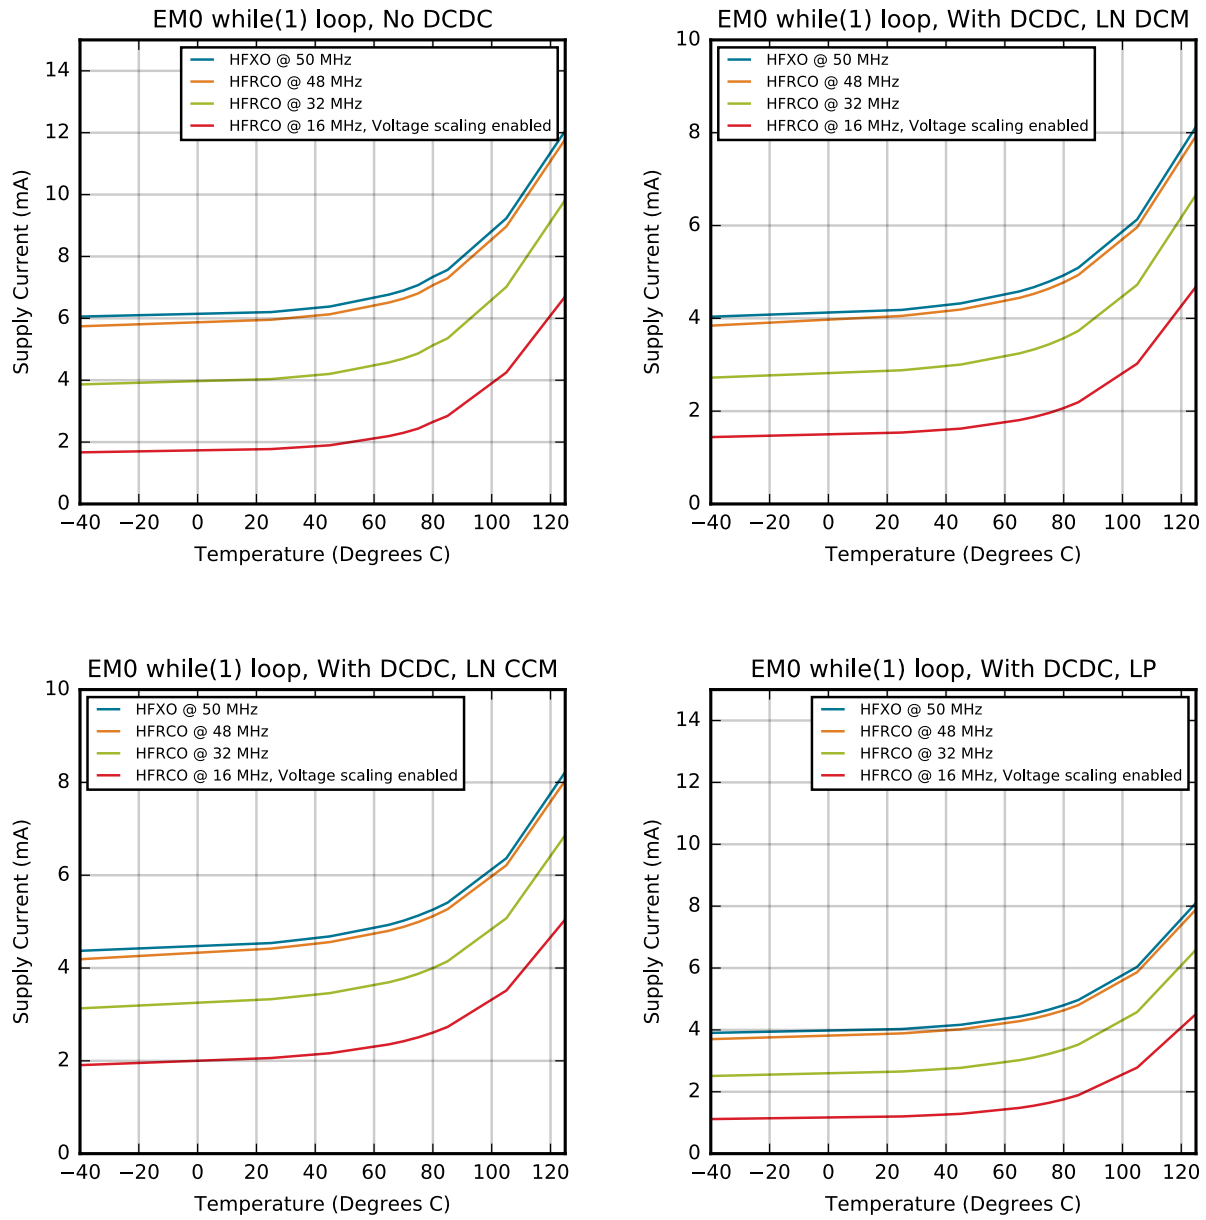 EM0 while(1) loop, No DCDC
HFXO @ 50 MHz
HFRCO @ 48 MHz
HFRCO @ 32 MHz
HFRCO @ 16 MHz, Voltage scaling enabled
14
12
10
8
6
4
2
0
Supply Current (mA)
−40 −20 0 20 40 60 80 100 120
Temperature (Degrees C)
EM0 while(1) loop, With DCDC, LN DCM
HFXO @ 50 MHz
HFRCO @ 48 MHz
HFRCO @ 32 MHz
HFRCO @ 16 MHz, Voltage scaling enabled
10
8
6
4
2
0
Supply Current (mA)
−40 −20 0 20 40 60 80 100 120
Temperature (Degrees C)
EM0 while(1) loop, With DCDC, LN CCM
HFXO @ 50 MHz
HFRCO @ 48 MHz
HFRCO @ 32 MHz
HFRCO @ 16 MHz, Voltage scaling enabled
10
8
6
4
2
0
Supply Current (mA)
−40 −20 0 20 40 60 80 100 120
Temperature (Degrees C)
EM0 while(1) loop, With DCDC, LP
HFXO @ 50 MHz
HFRCO @ 48 MHz
HFRCO @ 32 MHz
HFRCO @ 16 MHz, Voltage scaling enabled
14
12
10
8
6
4
2
0
Supply Current (mA)
−40 −20 0 20 40 60 80 100 120
Temperature (Degrees C)